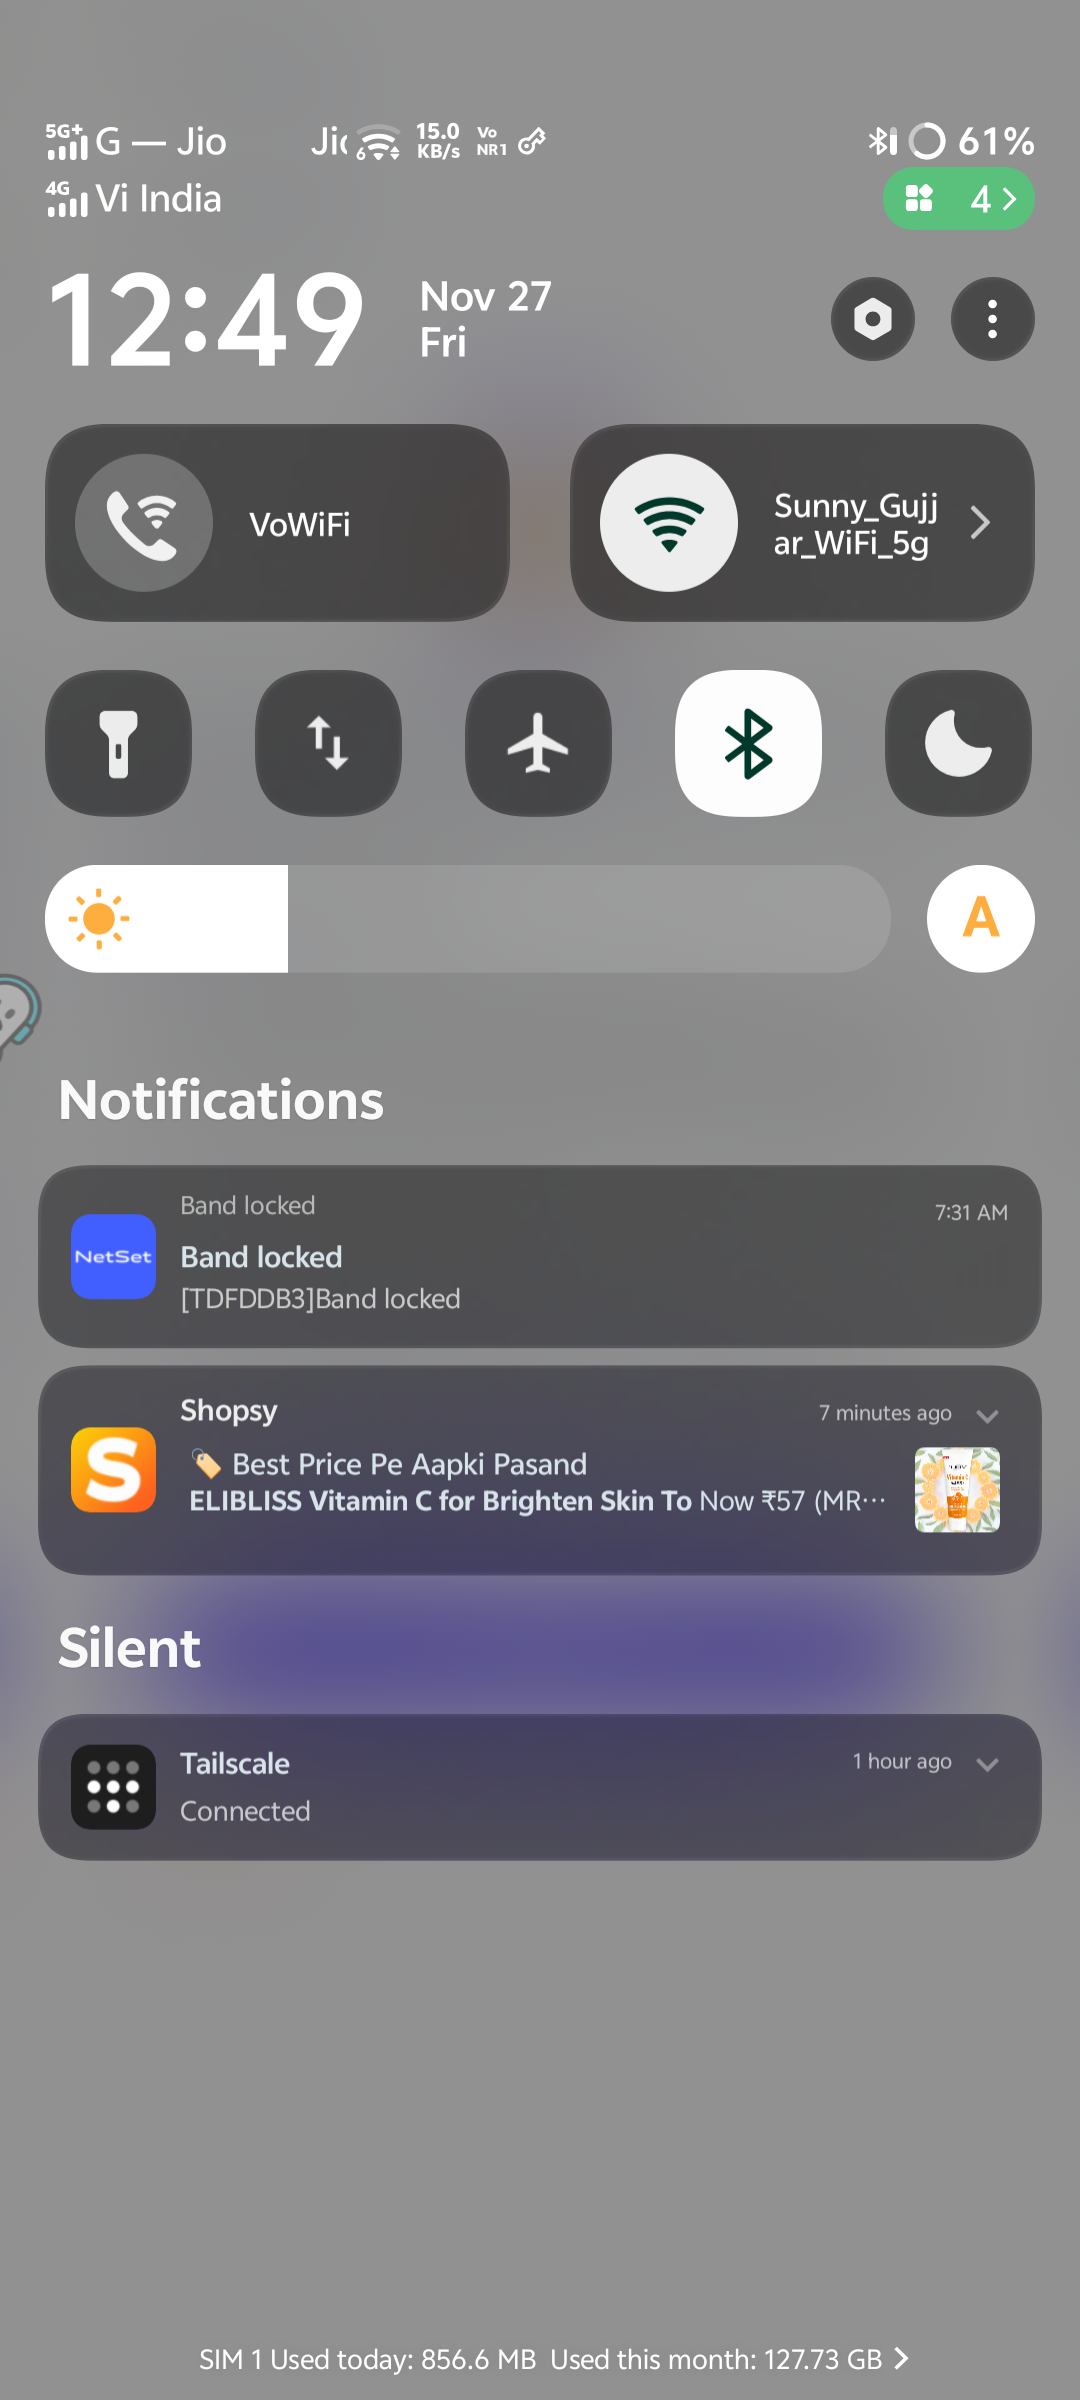 5G+ G — Jio Jic 6 15.0 KB/s Vo NR1 61%
4G Vi India 4
12:49
Nov 27
Fri
VoWiFi
Sunny_Gujj
ar_WiFi_5g
A
Notifications
Band locked
7:31 AM
NetSet
Band locked
[TDFDDB3]Band locked
Shopsy
7 minutes ago
S
🏷️ Best Price Pe Aapki Pasand
ELIBLISS Vitamin C for Brighten Skin To Now ₹57 (MR···
Silent
Tailscale
1 hour ago
Connected
SIM 1 Used today: 856.6 MB Used this month: 127.73 GB